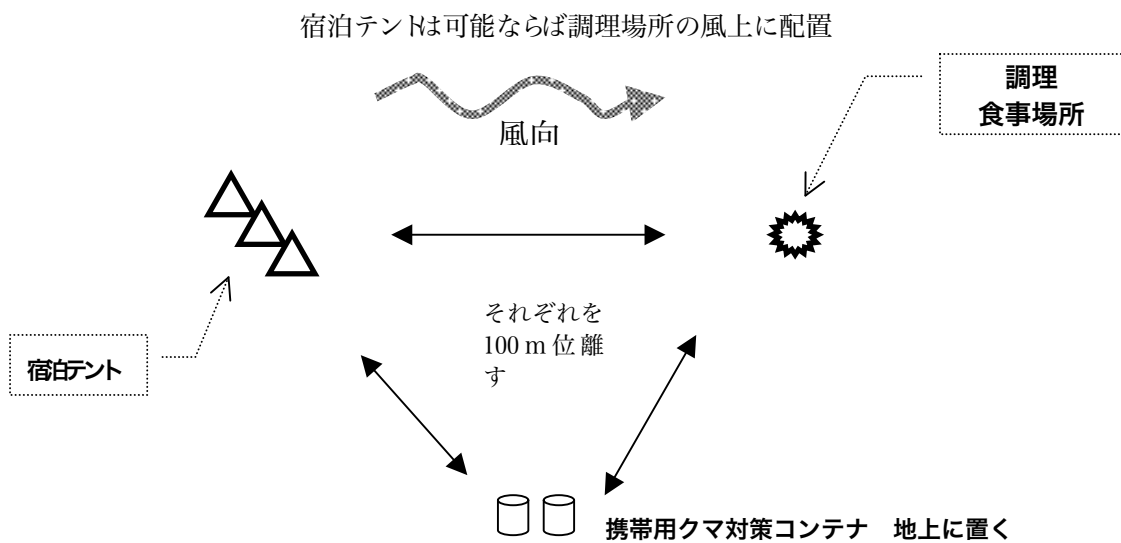 宿泊テントは可能ならば調理場所の風上に配置
調理
食事場所
風向
それぞれを
100 m 位 離
す
宿泊テント
携帯用クマ対策コンテナ　地上に置く